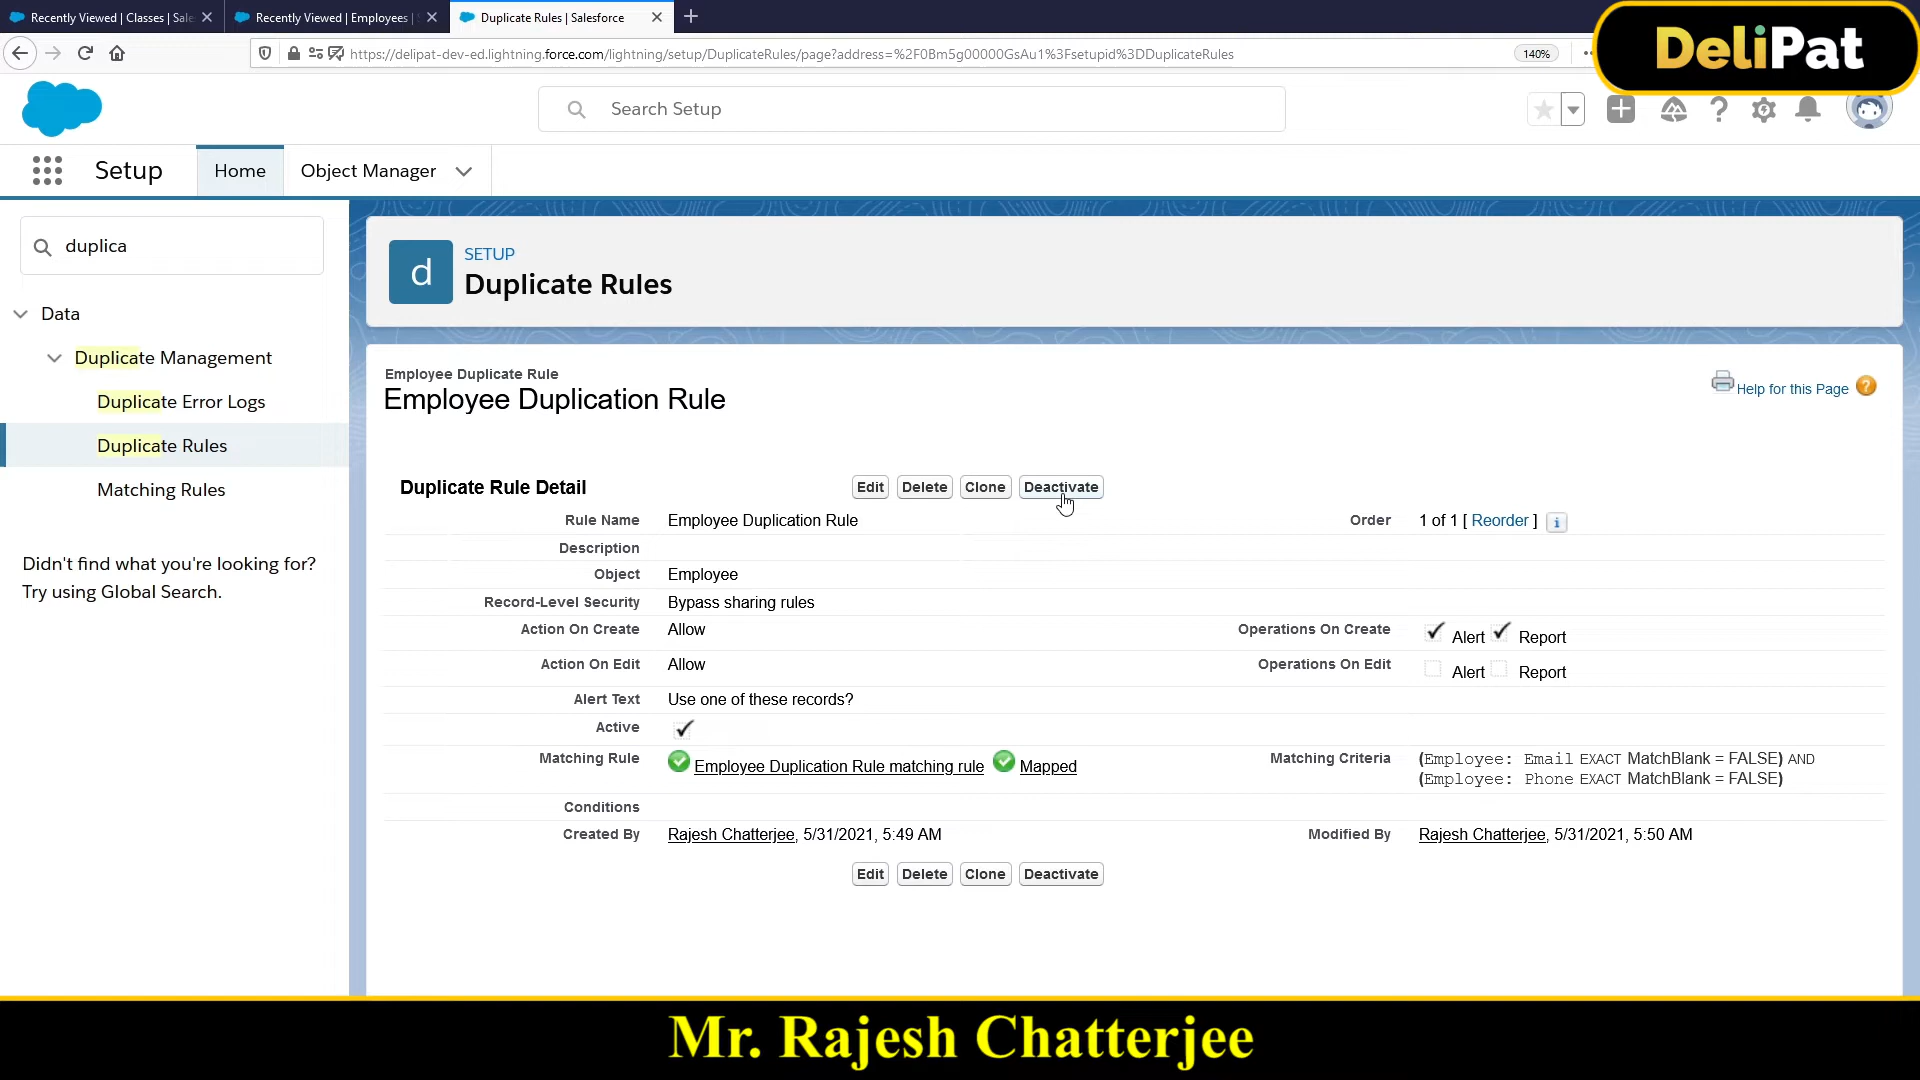 Recently Viewed | Classes | Sale
Recently Viewed | Employees |
Duplicate Rules | Salesforce
https://delipat-dev-ed.lightning.force.com/lightning/setup/DuplicateRules/page?address=%2F0Bm5g00000GsAu1%3Fsetupid%3DDuplicateRules
140%
DeliPat
Search Setup
Setup
Home
Object Manager
duplica
Data
Duplicate Management
Duplicate Error Logs
Duplicate Rules
Matching Rules
Didn't find what you're looking for?
Try using Global Search.
d
SETUP
Duplicate Rules
Employee Duplicate Rule
Employee Duplication Rule
Help for this Page ?
Duplicate Rule Detail
Edit Delete Clone Deactivate
Rule Name Employee Duplication Rule Order 1 of 1 [ Reorder ] i
Description
Object Employee
Record-Level Security Bypass sharing rules
Action On Create Allow Operations On Create Alert Report
Action On Edit Allow Operations On Edit Alert Report
Alert Text Use one of these records?
Active
Matching Rule Employee Duplication Rule matching rule Mapped Matching Criteria (Employee: Email EXACT MatchBlank = FALSE) AND
(Employee: Phone EXACT MatchBlank = FALSE)
Conditions
Created By Rajesh Chatterjee, 5/31/2021, 5:49 AM Modified By Rajesh Chatterjee, 5/31/2021, 5:50 AM
Edit Delete Clone Deactivate
Mr. Rajesh Chatterjee